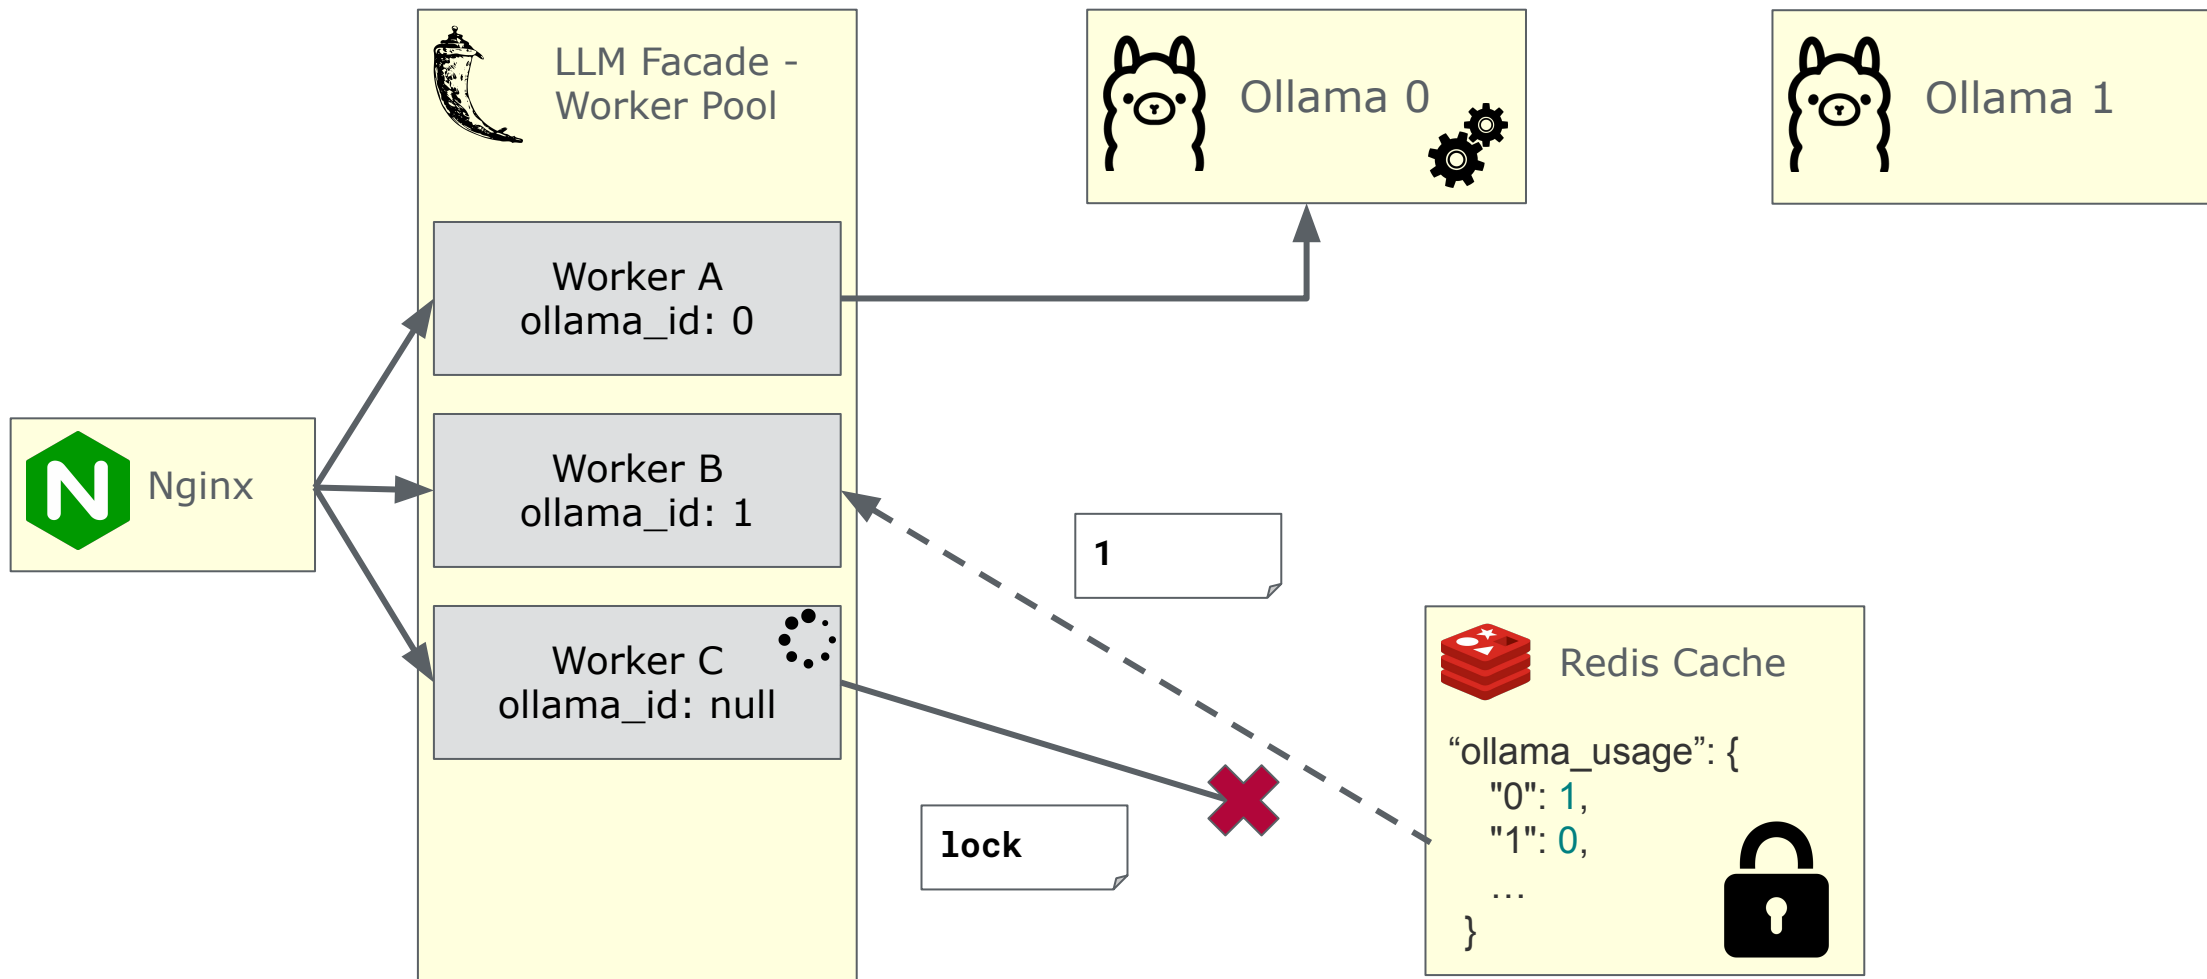 LLM Facade -
Worker Pool
Ollama 0
Ollama 1
Worker A
ollama_id: 0
N Nginx
Worker B
ollama_id: 1
1
Worker C
ollama_id: null
lock
Redis Cache
“ollama_usage”: {
"0": 1,
"1": 0,
…
}